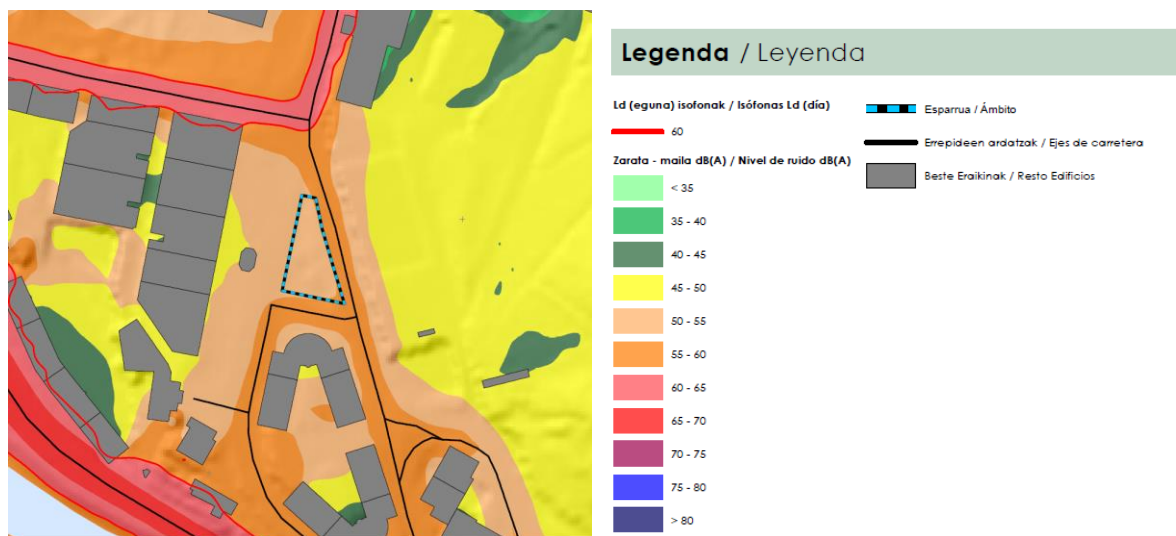 Legenda / Leyenda
Ld (eguna) isofonak / Isófonas Ld (día)
60
Zarata - maila dB(A) / Nivel de ruido dB(A)
< 35
35 - 40
40 - 45
45 - 50
50 - 55
55 - 60
60 - 65
65 - 70
70 - 75
75 - 80
> 80
Esparrua / Ámbito
Errepideen ardatzak / Ejes de carretera
Beste Eraikinak / Resto Edificios